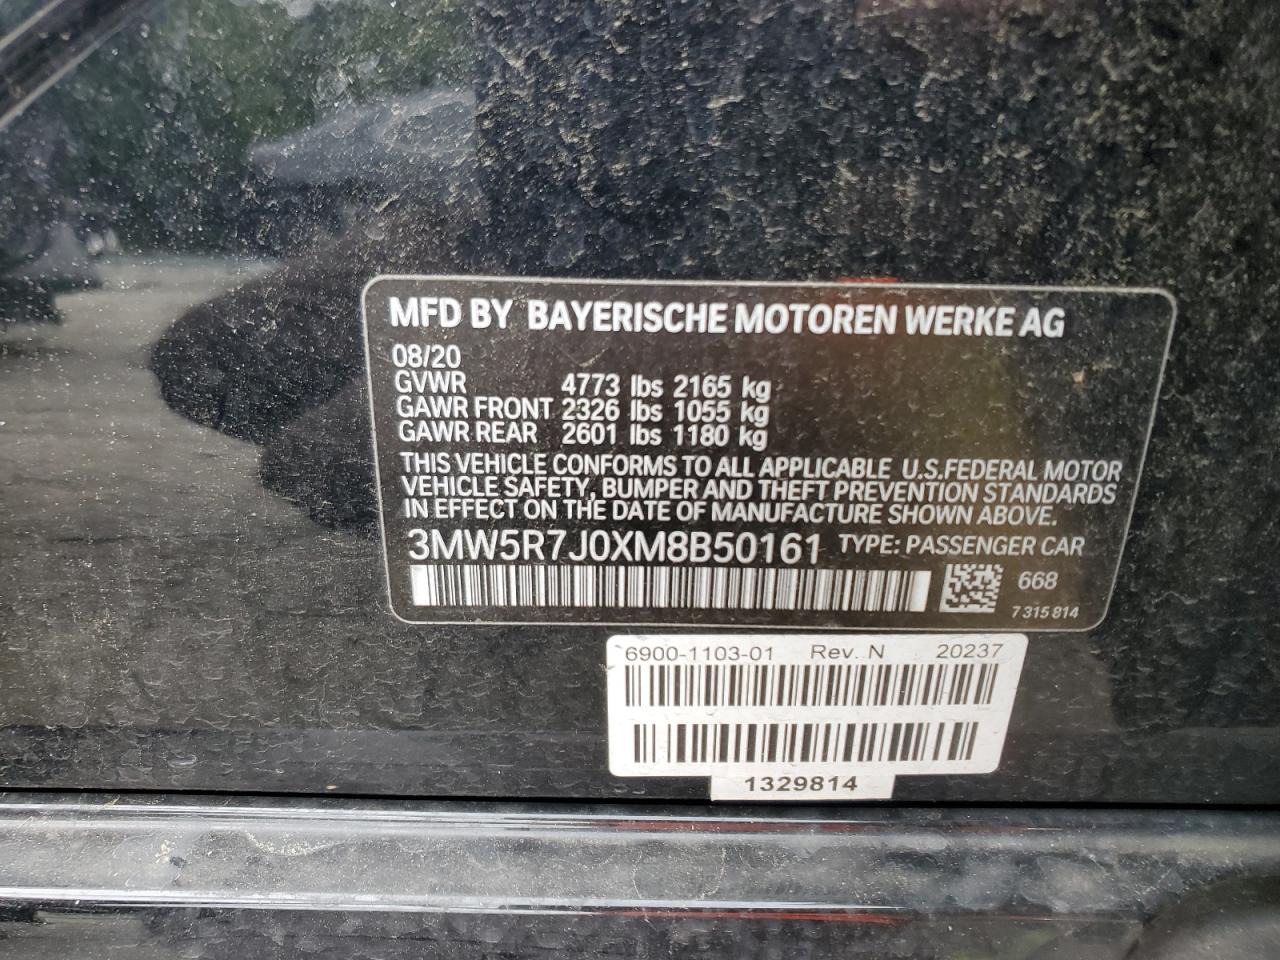 MFD BY BAYERISCHE MOTOREN WERKE AG
08/20
GVWR 4773 lbs 2165 kg
GAWR FRONT 2326 lbs 1055 kg
GAWR REAR 2601 lbs 1180 kg
THIS VEHICLE CONFORMS TO ALL APPLICABLE U.S.FEDERAL MOTOR
VEHICLE SAFETY, BUMPER AND THEFT PREVENTION STANDARDS
IN EFFECT ON THE DATE OF MANUFACTURE SHOWN ABOVE.
3MW5R7J0XM8B50161 TYPE: PASSENGER CAR
668
7315814
6900-1103-01 Rev. N 20237
1329814